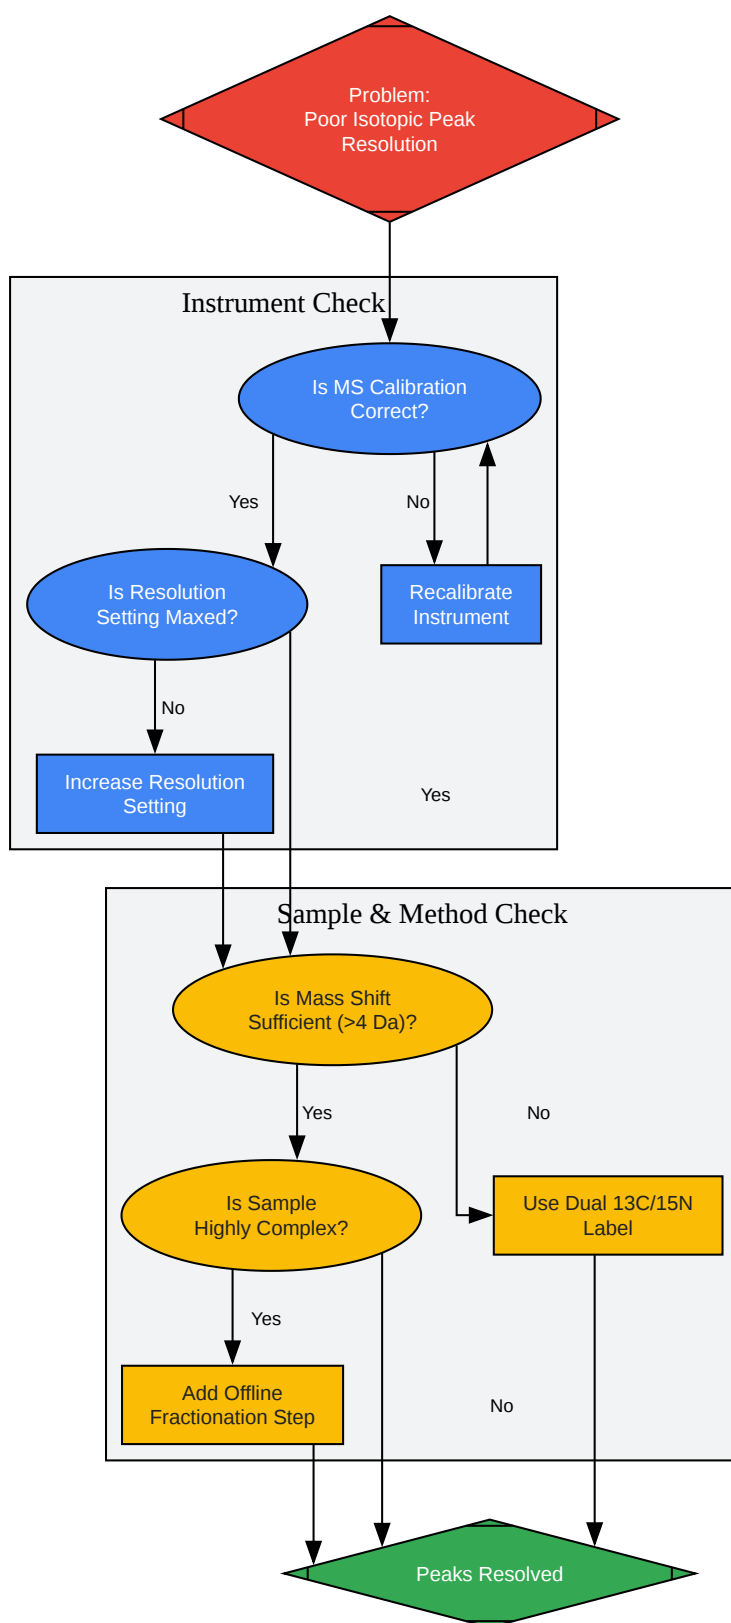 Problem:
Poor Isotopic Peak
Resolution
Instrument Check
Is MS Calibration
Correct?
Yes
No
Is Resolution
Setting Maxed?
Recalibrate
Instrument
No
Increase Resolution
Setting
Yes
Sample & Method Check
Is Mass Shift
Sufficient (>4 Da)?
Yes
No
Is Sample
Highly Complex?
Use Dual 13C/15N
Label
Yes
Add Offline
Fractionation Step
No
Peaks Resolved